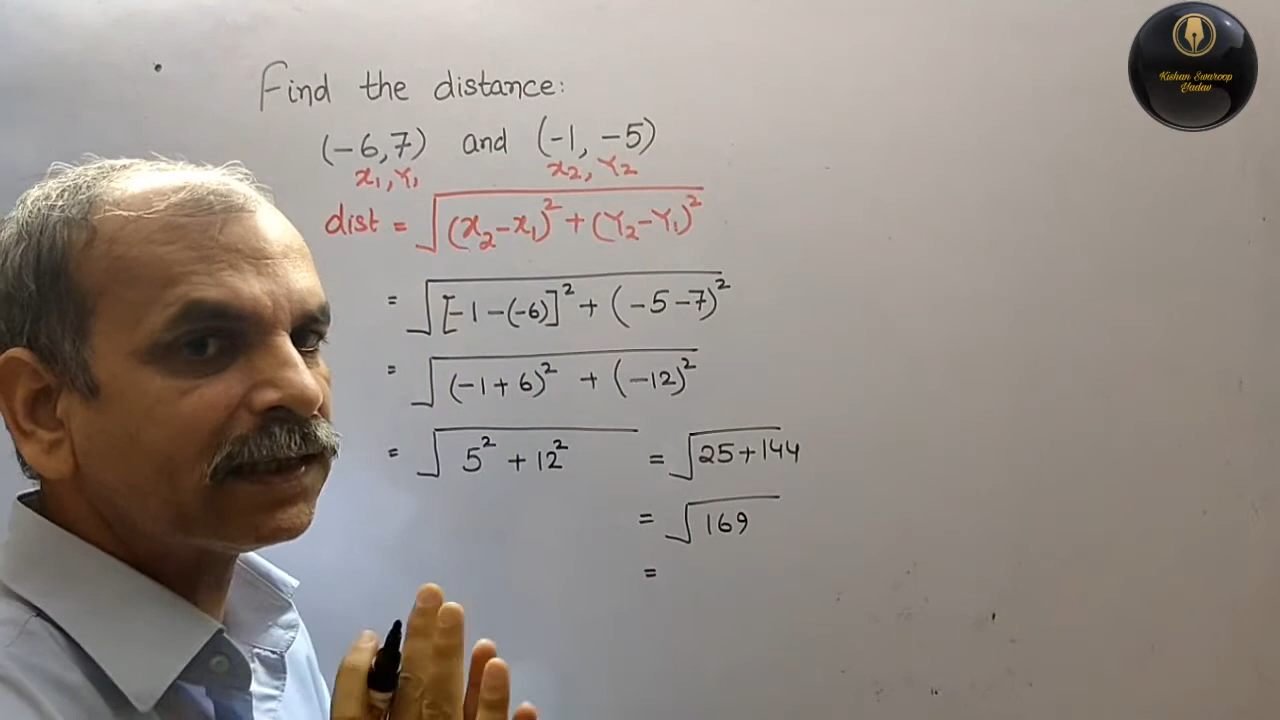 Find the distance:
(-6,7) and (-1, -5)
x₁, Y₁ x₂, Y₂
dist = √(x₂-x₁)² + (Y₂-Y₁)²
= √[-1-(-6)]² + (-5-7)²
= √(-1+6)² + (-12)²
= √5² + 12² = √25+144
= √169
=
Kishan Swaroop
Yadav